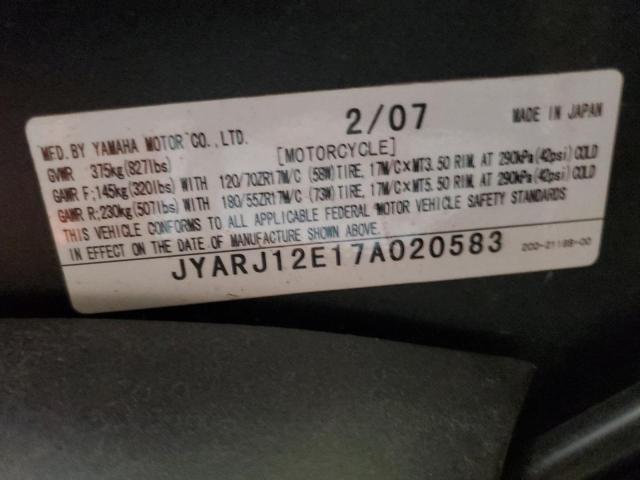 MFD. BY YAMAHA MOTOR CO., LTD. 2/07 MADE IN JAPAN
GVWR 375kg(827lbs) [MOTORCYCLE]
GAWR F:145kg(320lbs) WITH 120/70ZR17M/C (58W) TIRE, 17M/C×MT3.50 RIM, AT 290kPa(42psi) COLD
GAWR R:230kg(507lbs) WITH 180/55ZR17M/C (73W) TIRE, 17M/C×MT5.50 RIM, AT 290kPa(42psi) COLD
THIS VEHICLE CONFORMS TO ALL APPLICABLE FEDERAL MOTOR VEHICLE SAFETY STANDARDS
IN EFFECT ON THE DATE OF MANUFACTURE SHOWN ABOVE.
JYARJ12E17A020583 2C0-21188-00